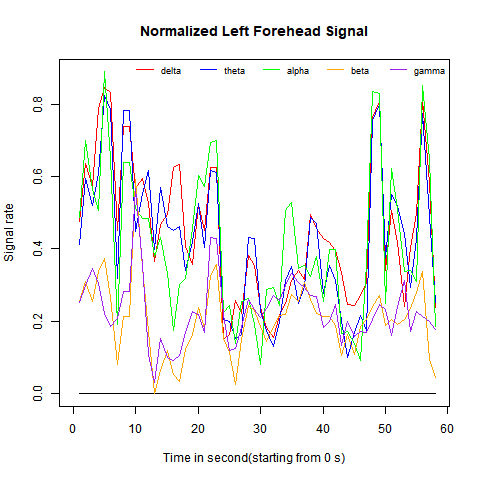 Normalized Left Forehead Signal
delta theta alpha beta gamma
0.8
0.6
0.4
0.2
0.0
Signal rate
0 10 20 30 40 50 60
Time in second(starting from 0 s)